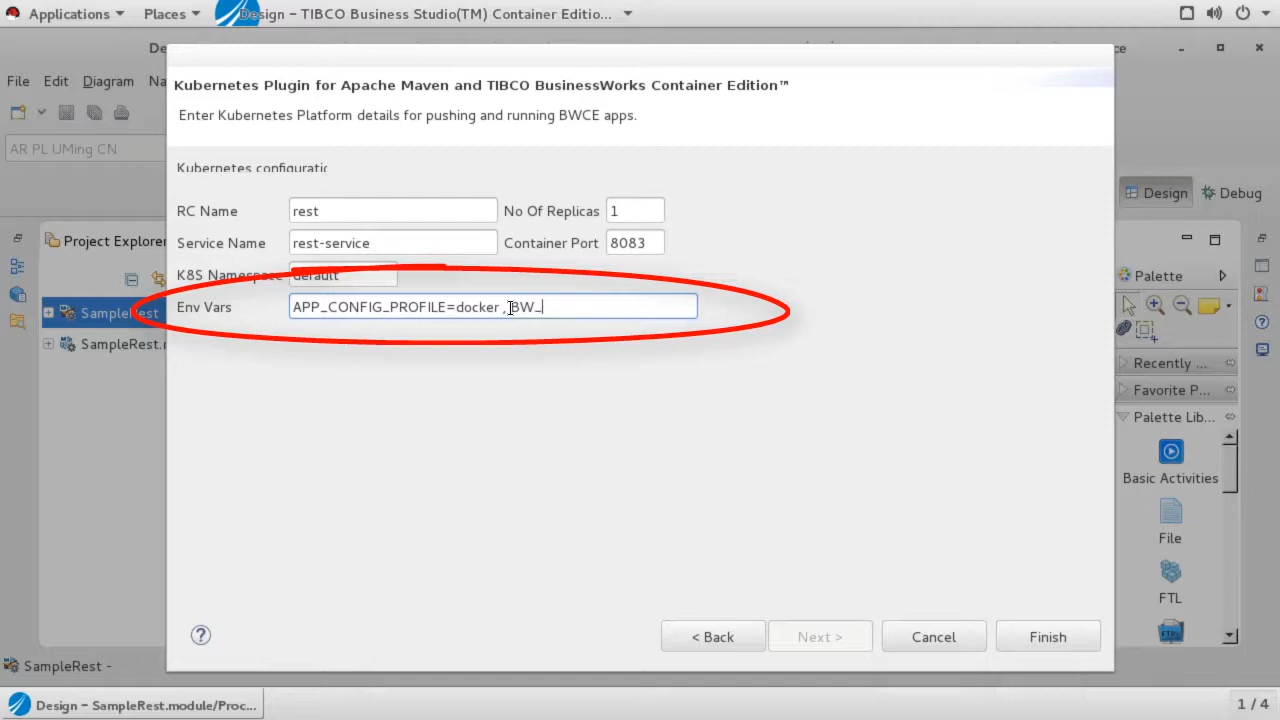 Applications Places Design – TIBCO Business Studio(TM) Container Editio...
De ce
Kubernetes Plugin for Apache Maven and TIBCO BusinessWorks Container Edition™
File Edit Diagram Na
Enter Kubernetes Platform details for pushing and running BWCE apps.
AR PL UMing CN
Kubernetes configuratic
Design Debug
RC Name rest No Of Replicas 1
Project Explorer
Service Name rest-service Container Port 8083
K8S Namespace default
Palette
Env Vars APP_CONFIG_PROFILE=docker , BW_
SampleRest
SampleRest.r
Recently ...
Favorite P...
Palette Lib...
Basic Activities
File
FTL
? < Back Next > Cancel Finish
SampleRest -
Design – SampleRest.module/Proc... 1 / 4